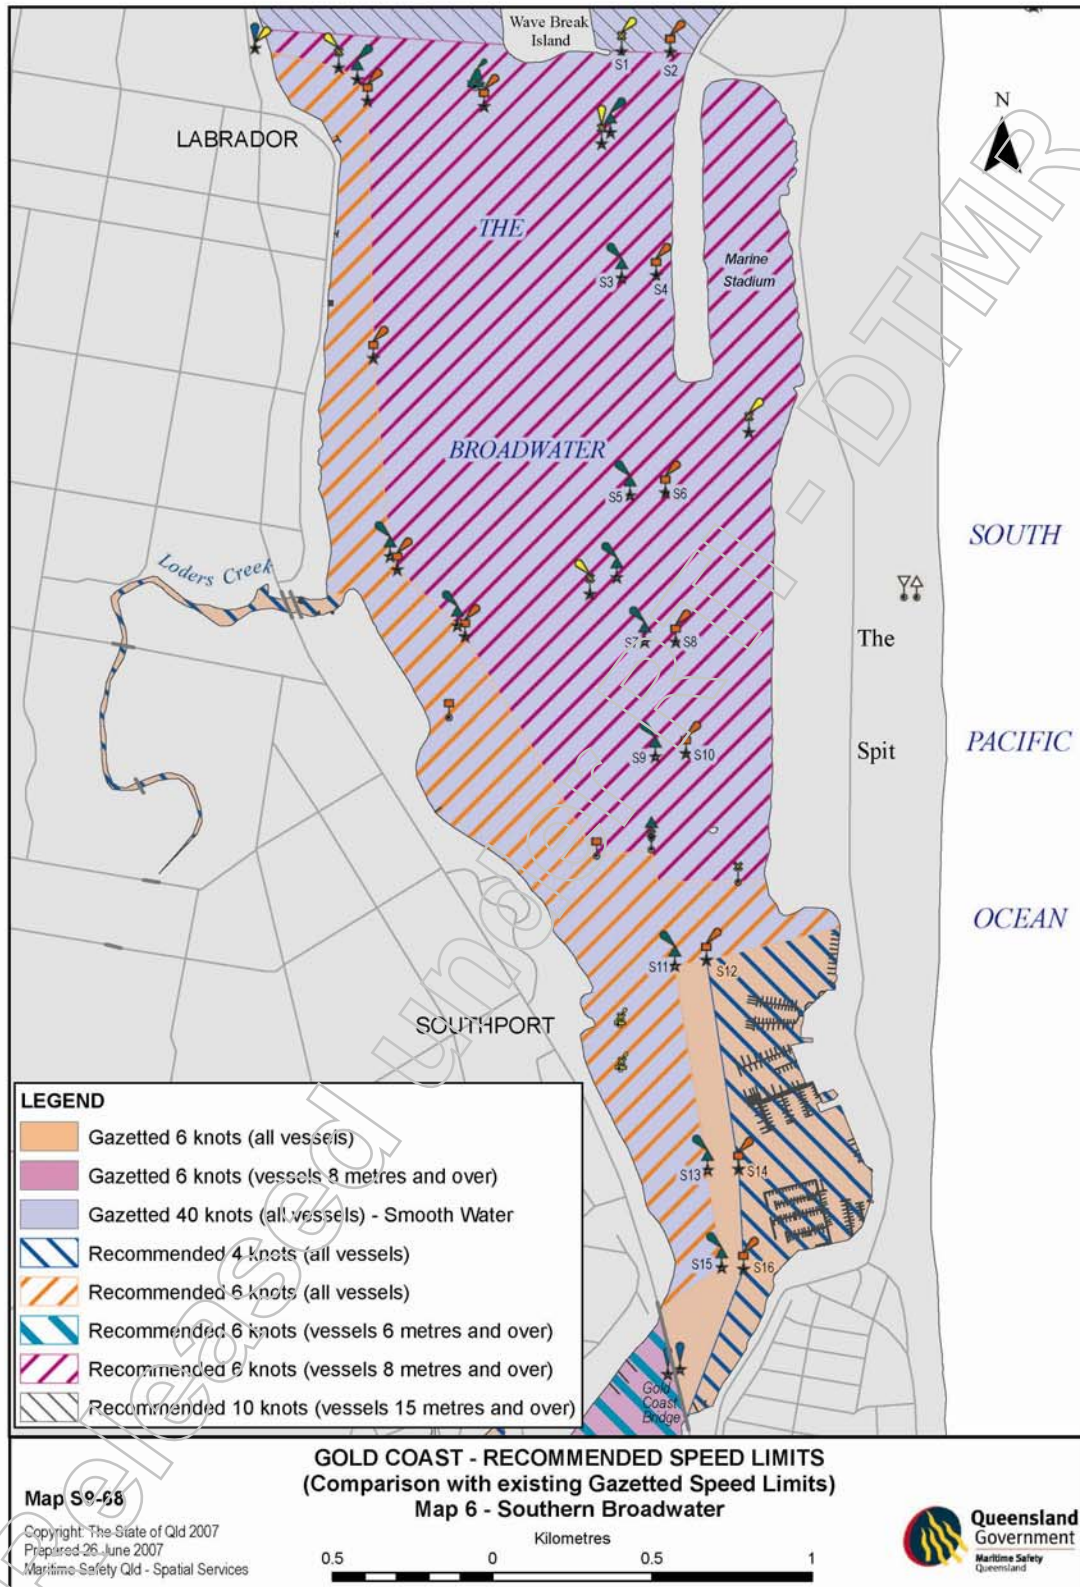 Wave Break
Island
S1
S2
N
LABRADOR
THE
Marine
Stadium
S3
S4
BROADWATER
S5
S6
SOUTH
Loders Creek
S7
S8
The
S9
S10
Spit
PACIFIC
OCEAN
S11
S12
SOUTHPORT
S13
S14
S15
S16
Gold
Coast
Bridge
LEGEND
Gazetted 6 knots (all vessels)
Gazetted 6 knots (vessels 8 metres and over)
Gazetted 40 knots (all vessels) - Smooth Water
Recommended 4 knots (all vessels)
Recommended 6 knots (all vessels)
Recommended 6 knots (vessels 6 metres and over)
Recommended 6 knots (vessels 8 metres and over)
Recommended 10 knots (vessels 15 metres and over)
GOLD COAST - RECOMMENDED SPEED LIMITS
(Comparison with existing Gazetted Speed Limits)
Map 6 - Southern Broadwater
Map S9-68
Copyright: The State of Qld 2007
Prepared 26 June 2007
Maritime Safety Qld - Spatial Services
Kilometres
0.5 0 0.5 1
Queensland
Government
Maritime Safety
Queensland
Released under
DTMR